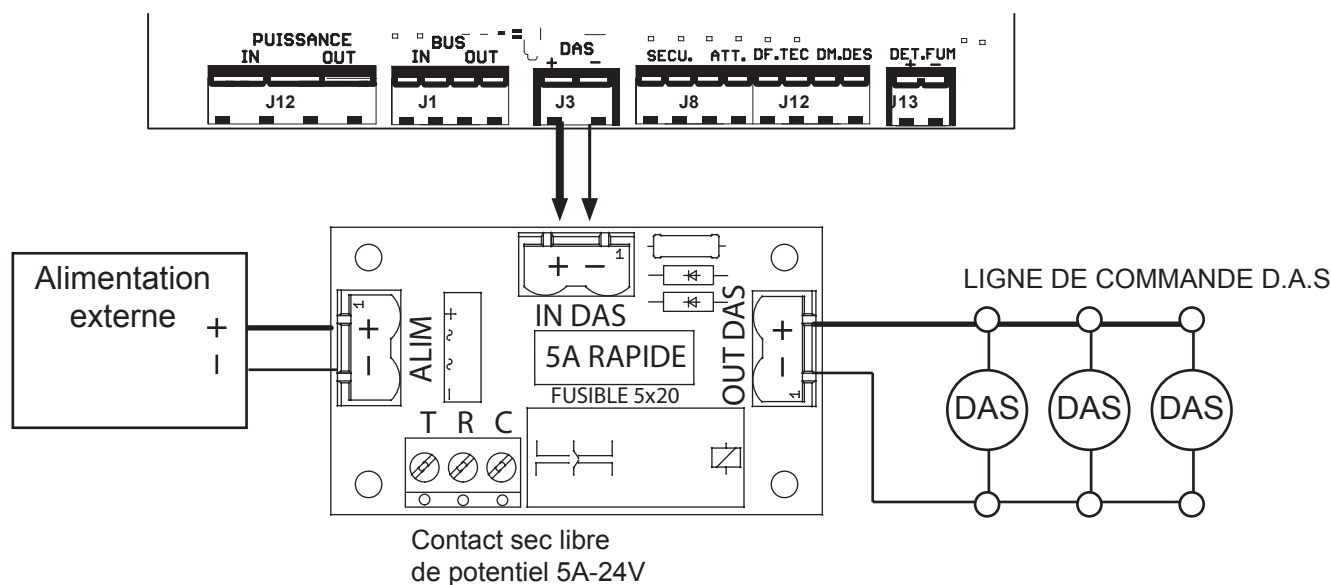 PUISSANCE
IN OUT
BUS
IN OUT
DAS
+ −
SECU. ATT. DF.TEC DM.DES
DET.FUM
+ −
J12
J1
J3
J8
J12
J13
Alimentation
externe
+
−
1
+
−
ALIM
+
~
~
−
1
+ −
IN DAS
5A RAPIDE
FUSIBLE 5x20
OUT DAS
+
−
1
T R C
Contact sec libre
de potentiel 5A-24V
LIGNE DE COMMANDE D.A.S
DAS DAS DAS